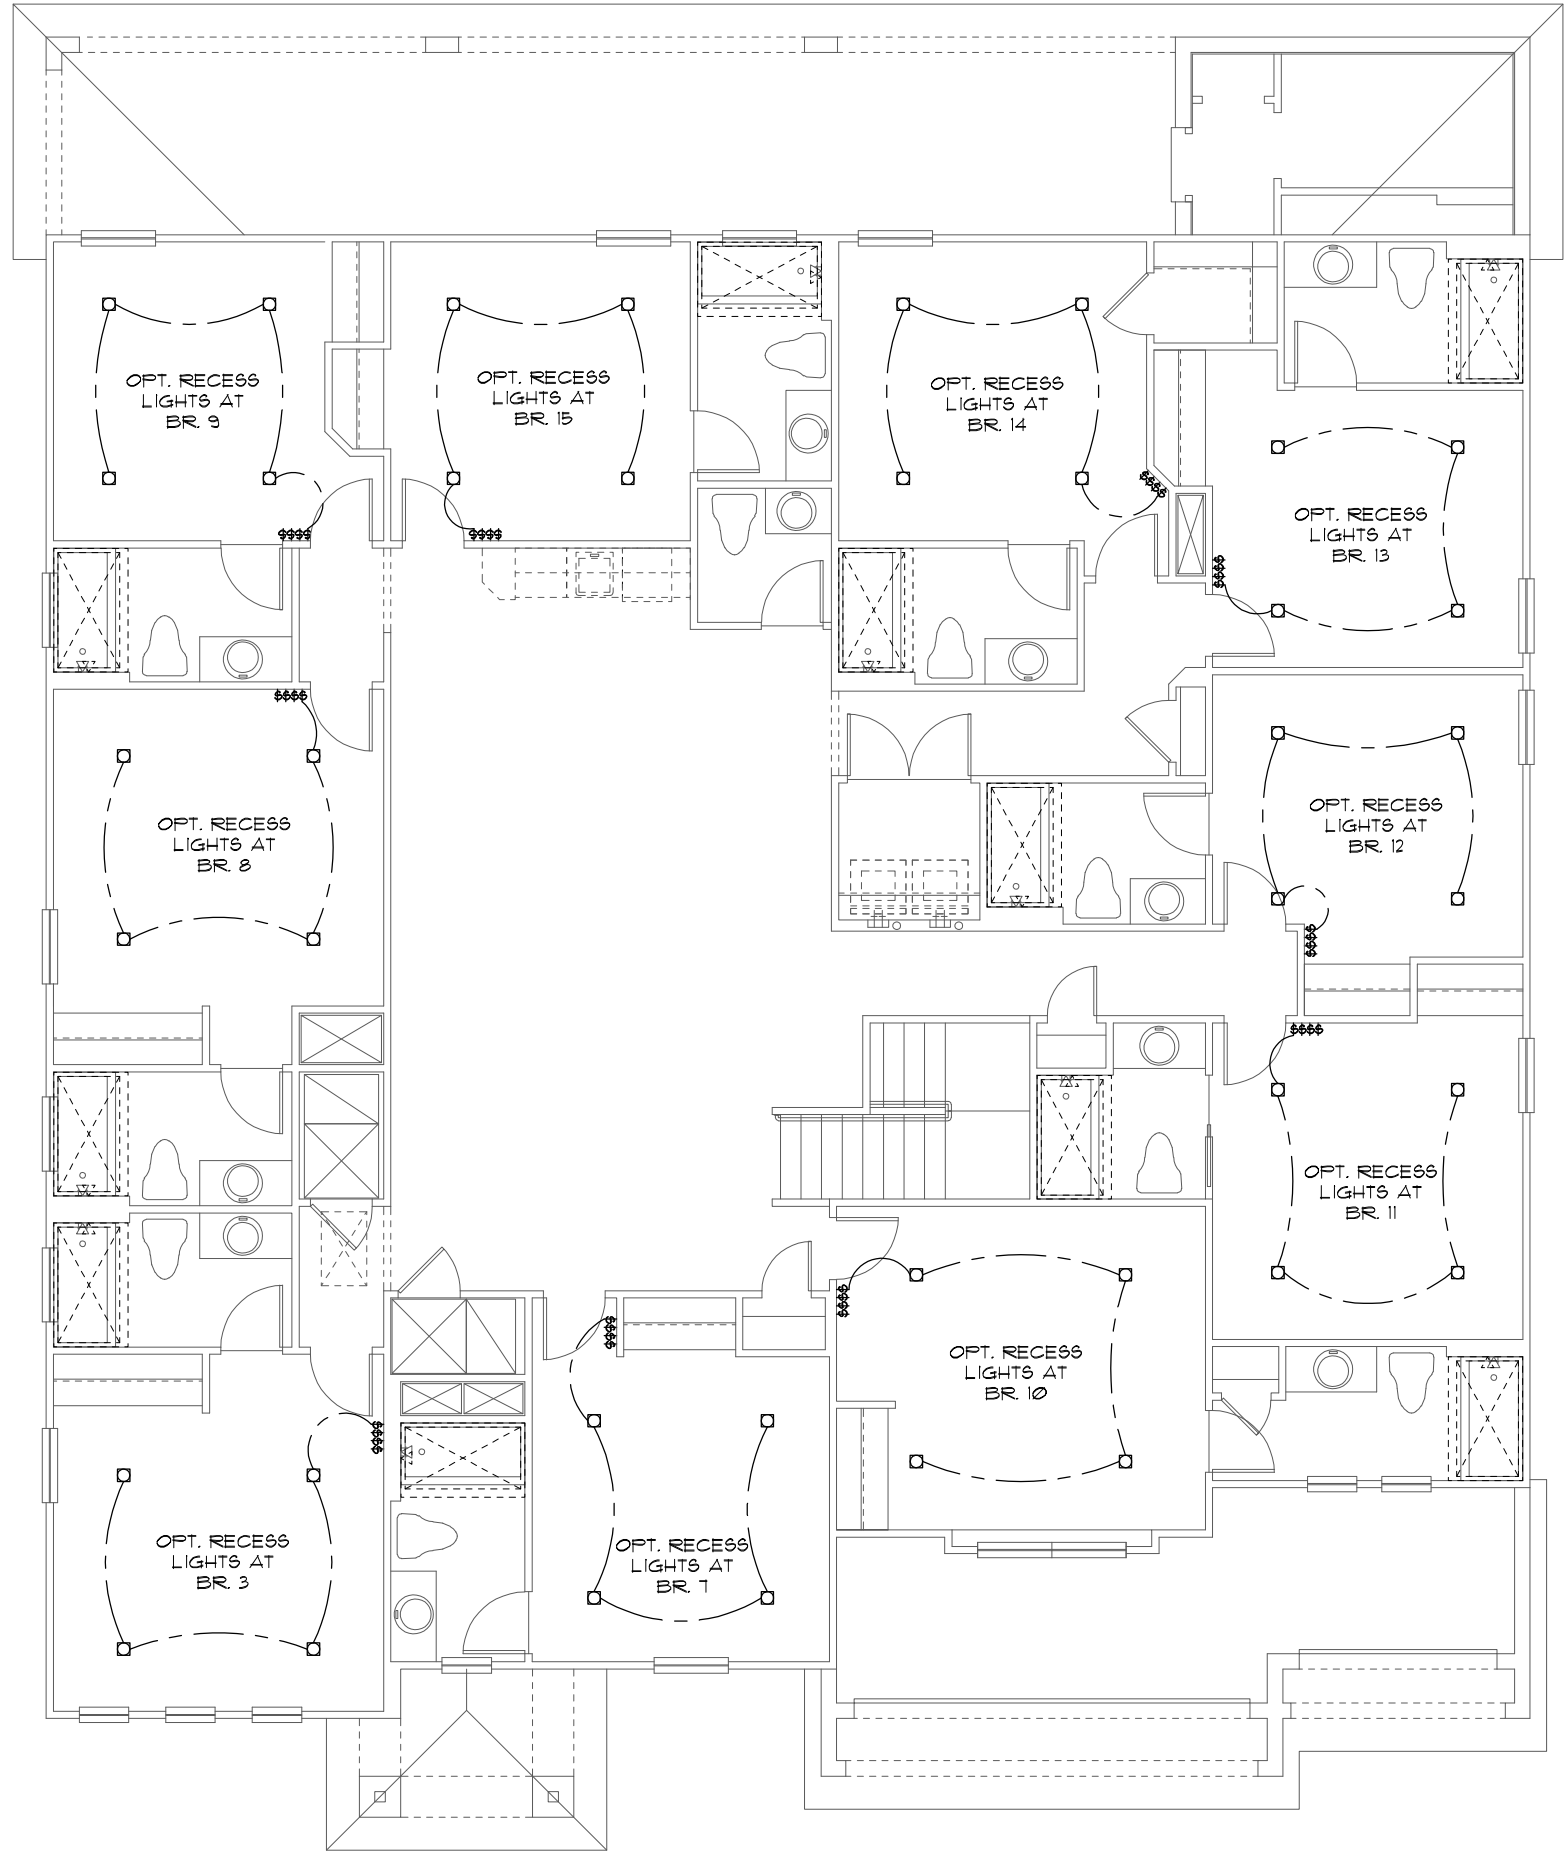 OPT. RECESS
LIGHTS AT
BR. 9
$$$$
OPT. RECESS
LIGHTS AT
BR. 15
$$$$
OPT. RECESS
LIGHTS AT
BR. 14
$$$$
OPT. RECESS
LIGHTS AT
BR. 13
$$$$
$$$$
OPT. RECESS
LIGHTS AT
BR. 8
OPT. RECESS
LIGHTS AT
BR. 12
$$$$
$$$$
OPT. RECESS
LIGHTS AT
BR. 11
$$$$
OPT. RECESS
LIGHTS AT
BR. 10
$$$$
OPT. RECESS
LIGHTS AT
BR. 7
$$$$
OPT. RECESS
LIGHTS AT
BR. 3